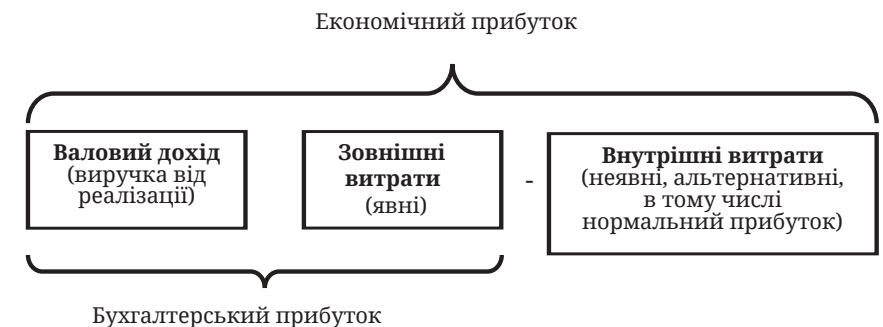 Економічний прибуток
Валовий дохід
(виручка від
реалізації)
Зовнішні
витрати
(явні)
-
Внутрішні витрати
(неявні, альтернативні,
в тому числі
нормальний прибуток)
Бухгалтерський прибуток